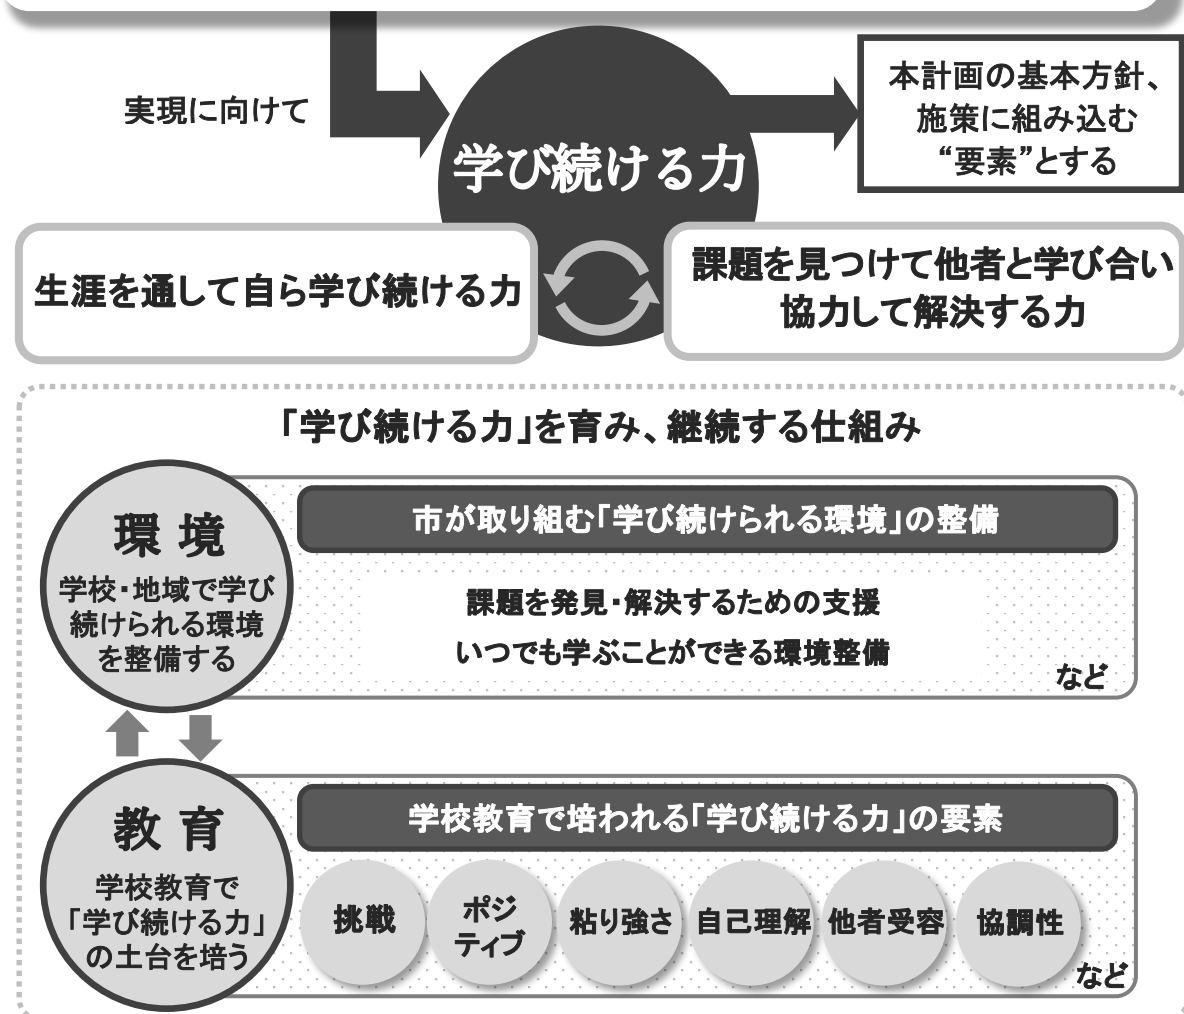 実現に向けて
学び続ける力
本計画の基本方針、
施策に組み込む
“要素”とする
生涯を通して自ら学び続ける力
課題を見つけて他者と学び合い
協力して解決する力
「学び続ける力」を育み、継続する仕組み
環 境
学校・地域で学び
続けられる環境
を整備する
市が取り組む「学び続けられる環境」の整備
課題を発見・解決するための支援
いつでも学ぶことができる環境整備
など
教 育
学校教育で
「学び続ける力」
の土台を培う
学校教育で培われる「学び続ける力」の要素
挑戦
ポジ
ティブ
粘り強さ
自己理解
他者受容
協調性
など